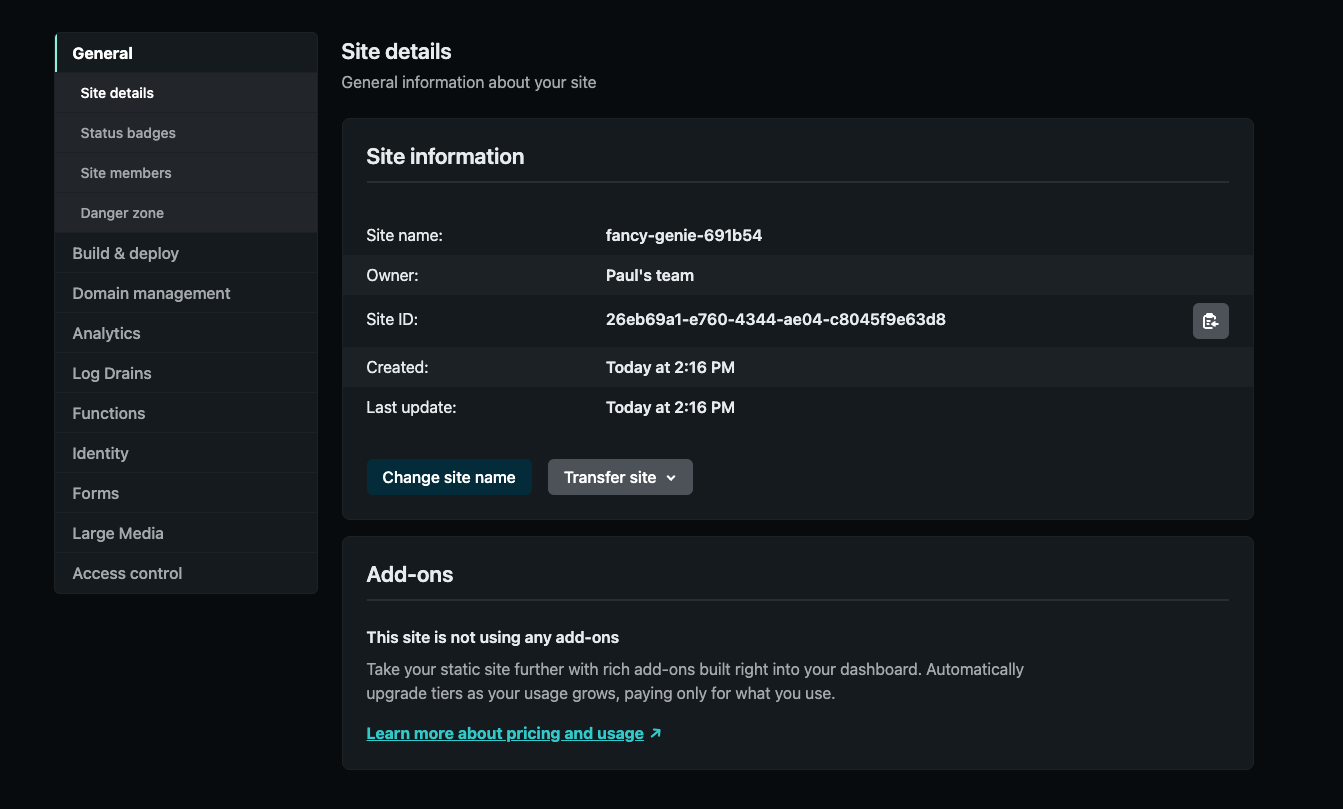 General
Site details
Status badges
Site members
Danger zone
Build & deploy
Domain management
Analytics
Log Drains
Functions
Identity
Forms
Large Media
Access control
Site details
General information about your site
Site information
Site name: fancy-genie-691b54
Owner: Paul's team
Site ID: 26eb69a1-e760-4344-ae04-c8045f9e63d8
Created: Today at 2:16 PM
Last update: Today at 2:16 PM
Change site name Transfer site
Add-ons
This site is not using any add-ons
Take your static site further with rich add-ons built right into your dashboard. Automatically
upgrade tiers as your usage grows, paying only for what you use.
Learn more about pricing and usage